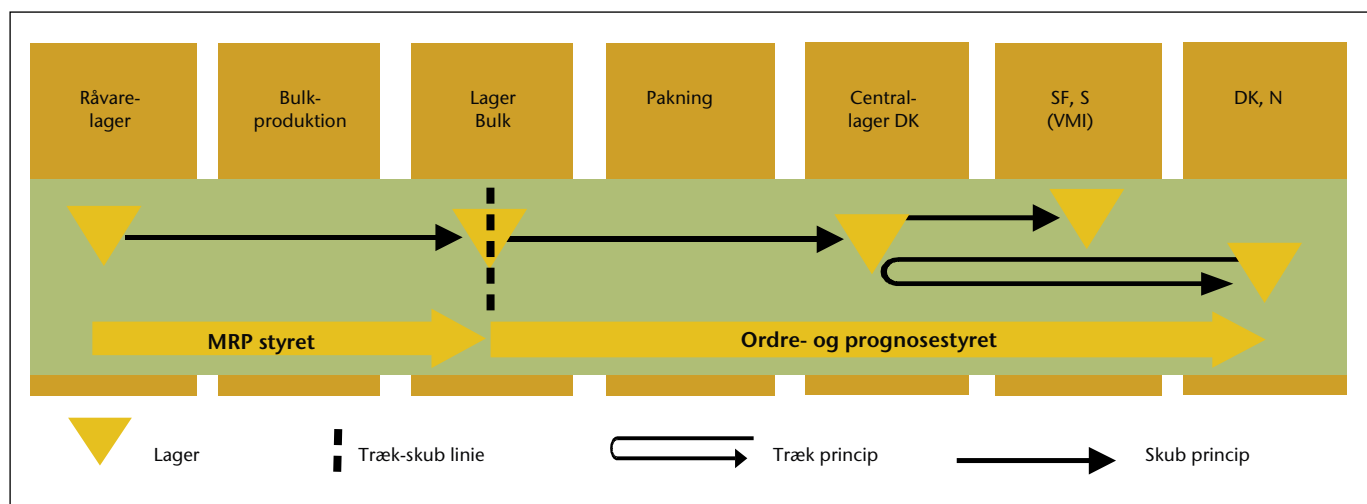 Råvare-
lager
Bulk-
produktion
Lager
Bulk
Pakning
Central-
lager DK
SF, S
(VMI)
DK, N
MRP styret
Ordre- og prognosestyret
Lager
Træk-skub linie
Træk princip
Skub princip